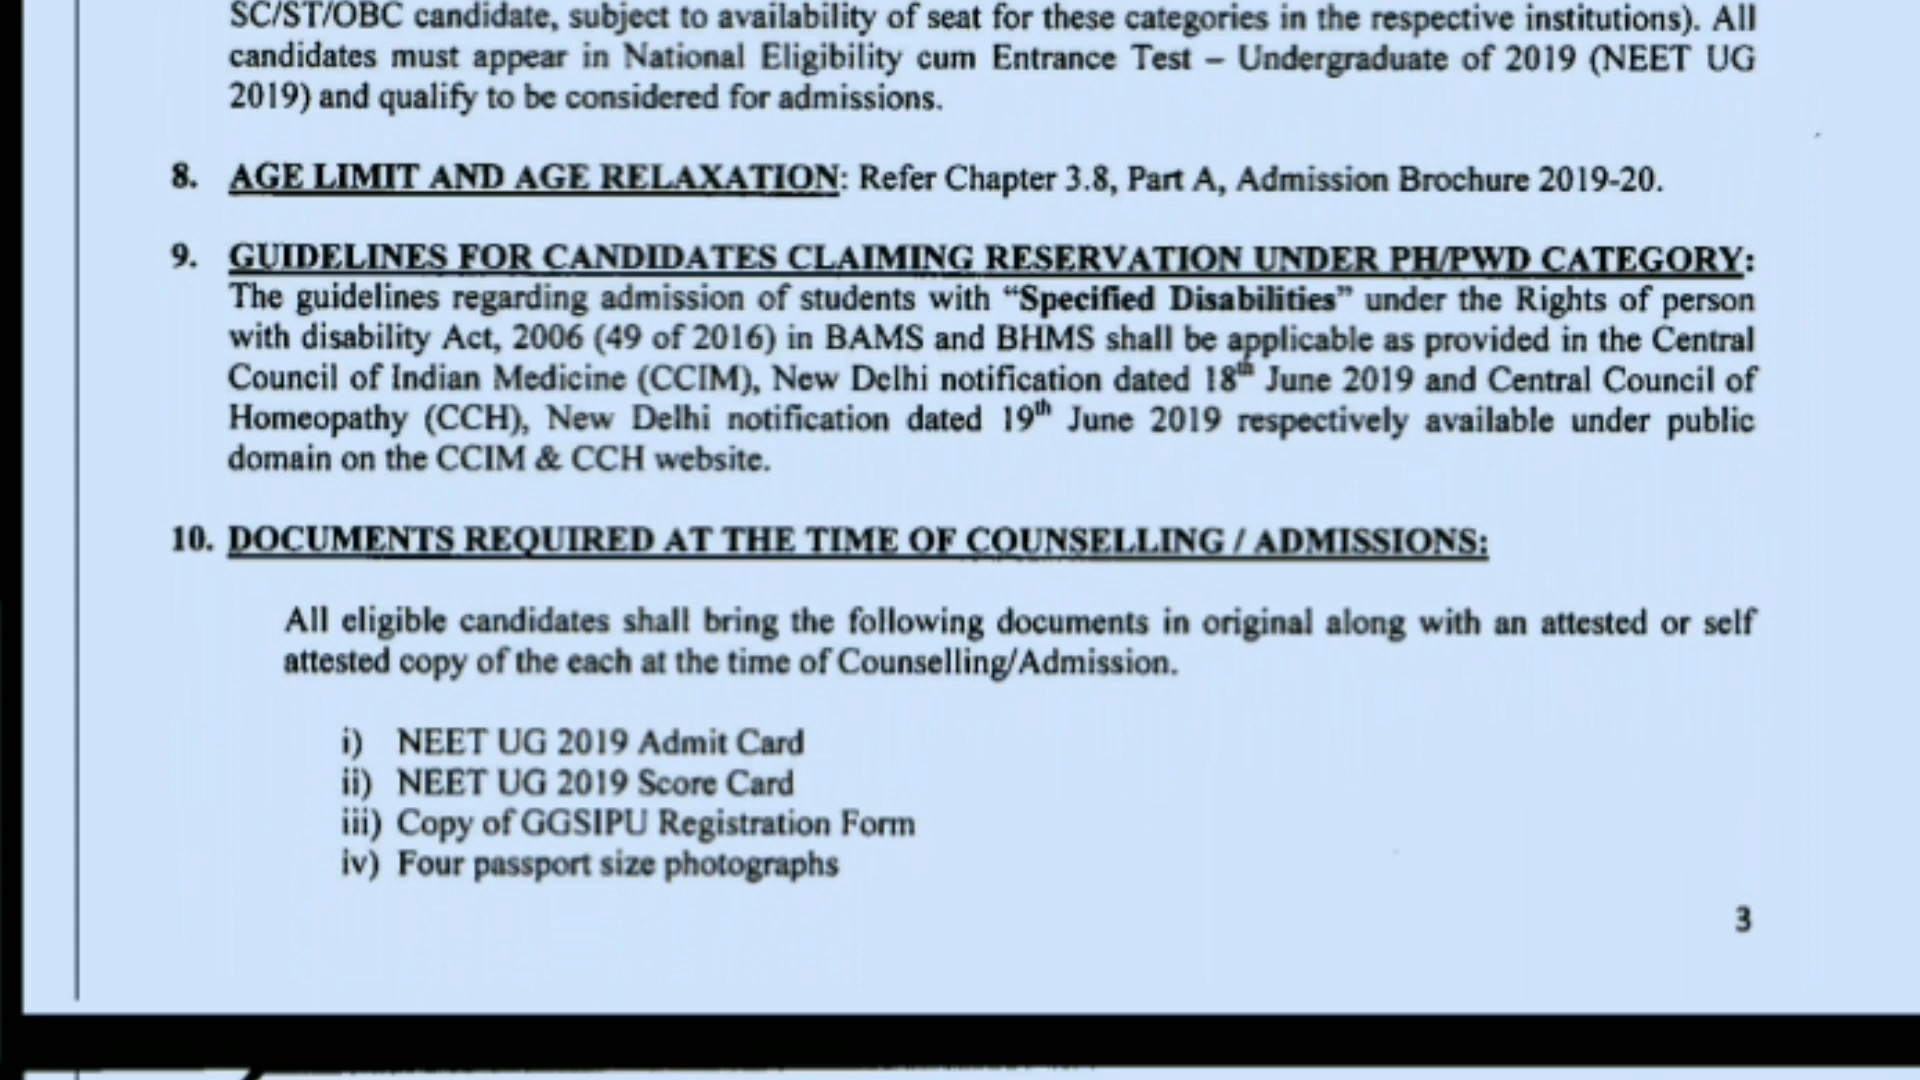 SC/ST/OBC candidate, subject to availability of seat for these categories in the respective institutions). All
candidates must appear in National Eligibility cum Entrance Test – Undergraduate of 2019 (NEET UG
2019) and qualify to be considered for admissions.
8. AGE LIMIT AND AGE RELAXATION: Refer Chapter 3.8, Part A, Admission Brochure 2019-20.
9. GUIDELINES FOR CANDIDATES CLAIMING RESERVATION UNDER PH/PWD CATEGORY:
The guidelines regarding admission of students with “Specified Disabilities” under the Rights of person
with disability Act, 2006 (49 of 2016) in BAMS and BHMS shall be applicable as provided in the Central
Council of Indian Medicine (CCIM), New Delhi notification dated 18th June 2019 and Central Council of
Homeopathy (CCH), New Delhi notification dated 19th June 2019 respectively available under public
domain on the CCIM & CCH website.
10. DOCUMENTS REQUIRED AT THE TIME OF COUNSELLING / ADMISSIONS:
All eligible candidates shall bring the following documents in original along with an attested or self
attested copy of the each at the time of Counselling/Admission.
i) NEET UG 2019 Admit Card
ii) NEET UG 2019 Score Card
iii) Copy of GGSIPU Registration Form
iv) Four passport size photographs
3